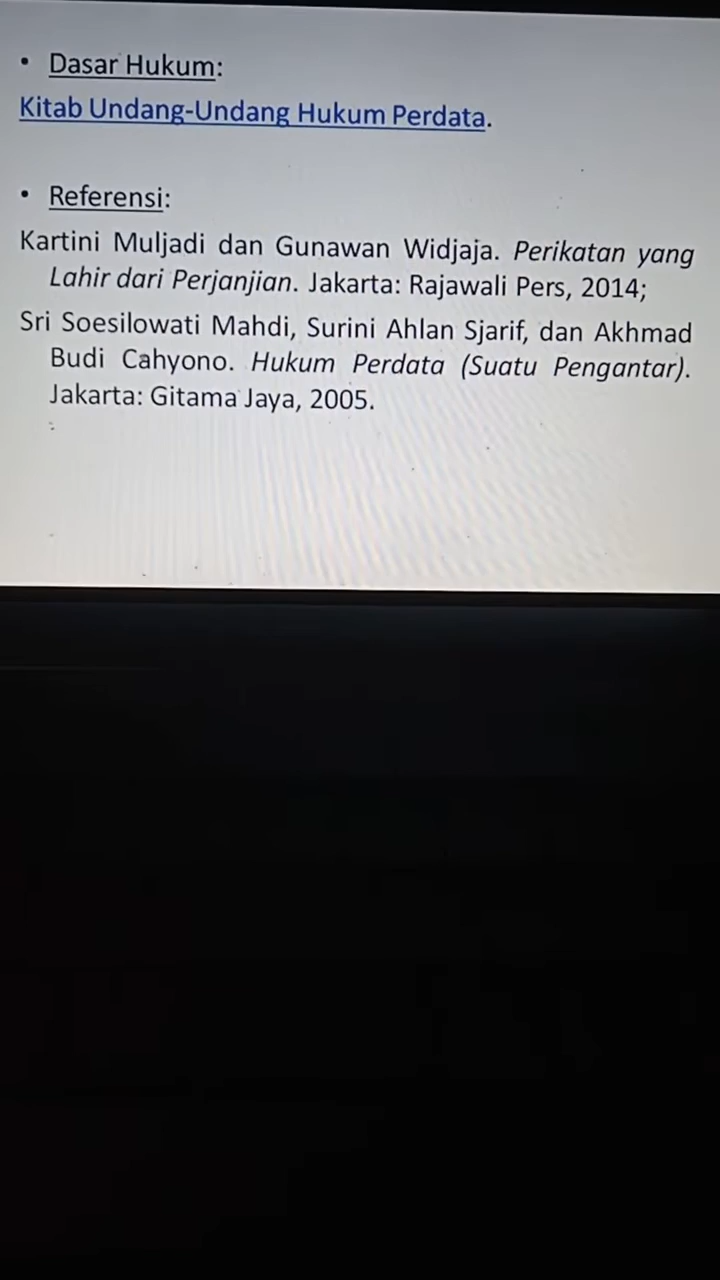 • Dasar Hukum:
Kitab Undang-Undang Hukum Perdata.
• Referensi:
Kartini Muljadi dan Gunawan Widjaja. Perikatan yang
Lahir dari Perjanjian. Jakarta: Rajawali Pers, 2014;
Sri Soesilowati Mahdi, Surini Ahlan Sjarif, dan Akhmad
Budi Cahyono. Hukum Perdata (Suatu Pengantar).
Jakarta: Gitama Jaya, 2005.